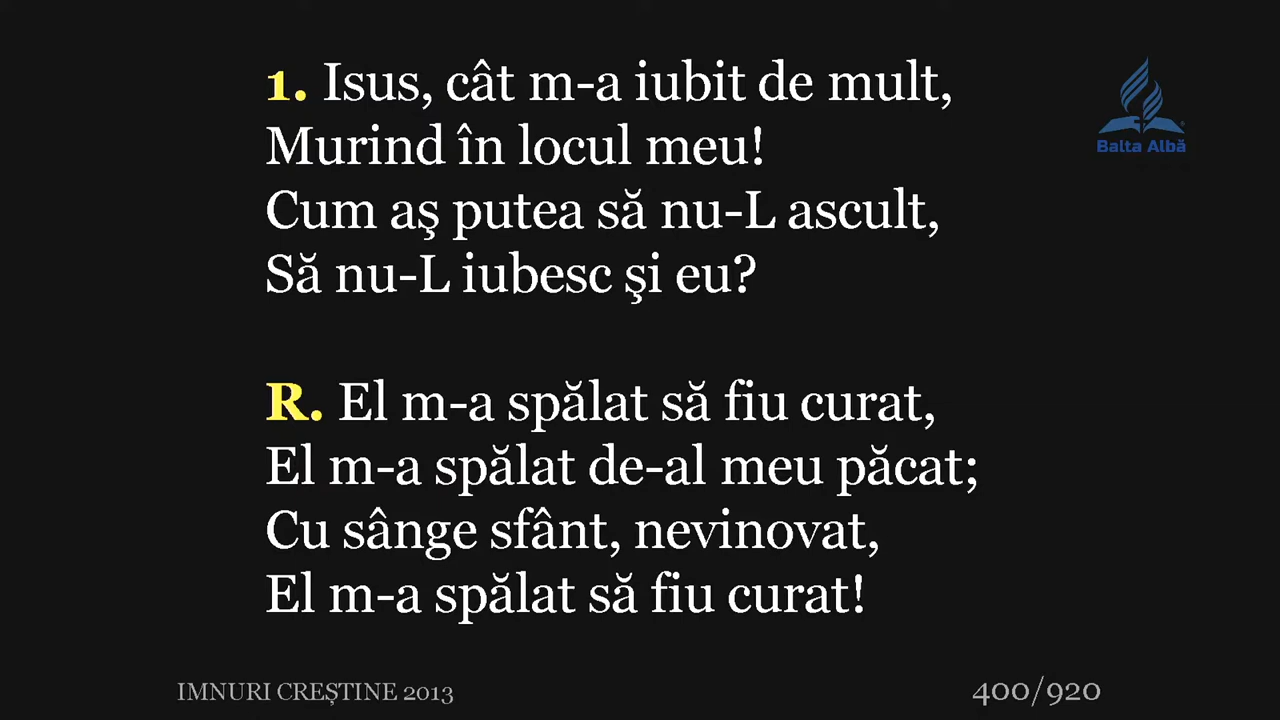 1. Isus, cât m-a iubit de mult,
Murind în locul meu!
Cum aş putea să nu-L ascult,
Să nu-L iubesc şi eu?
R. El m-a spălat să fiu curat,
El m-a spălat de-al meu păcat;
Cu sânge sfânt, nevinovat,
El m-a spălat să fiu curat!
Balta Albă
IMNURI CREȘTINE 2013
400/920